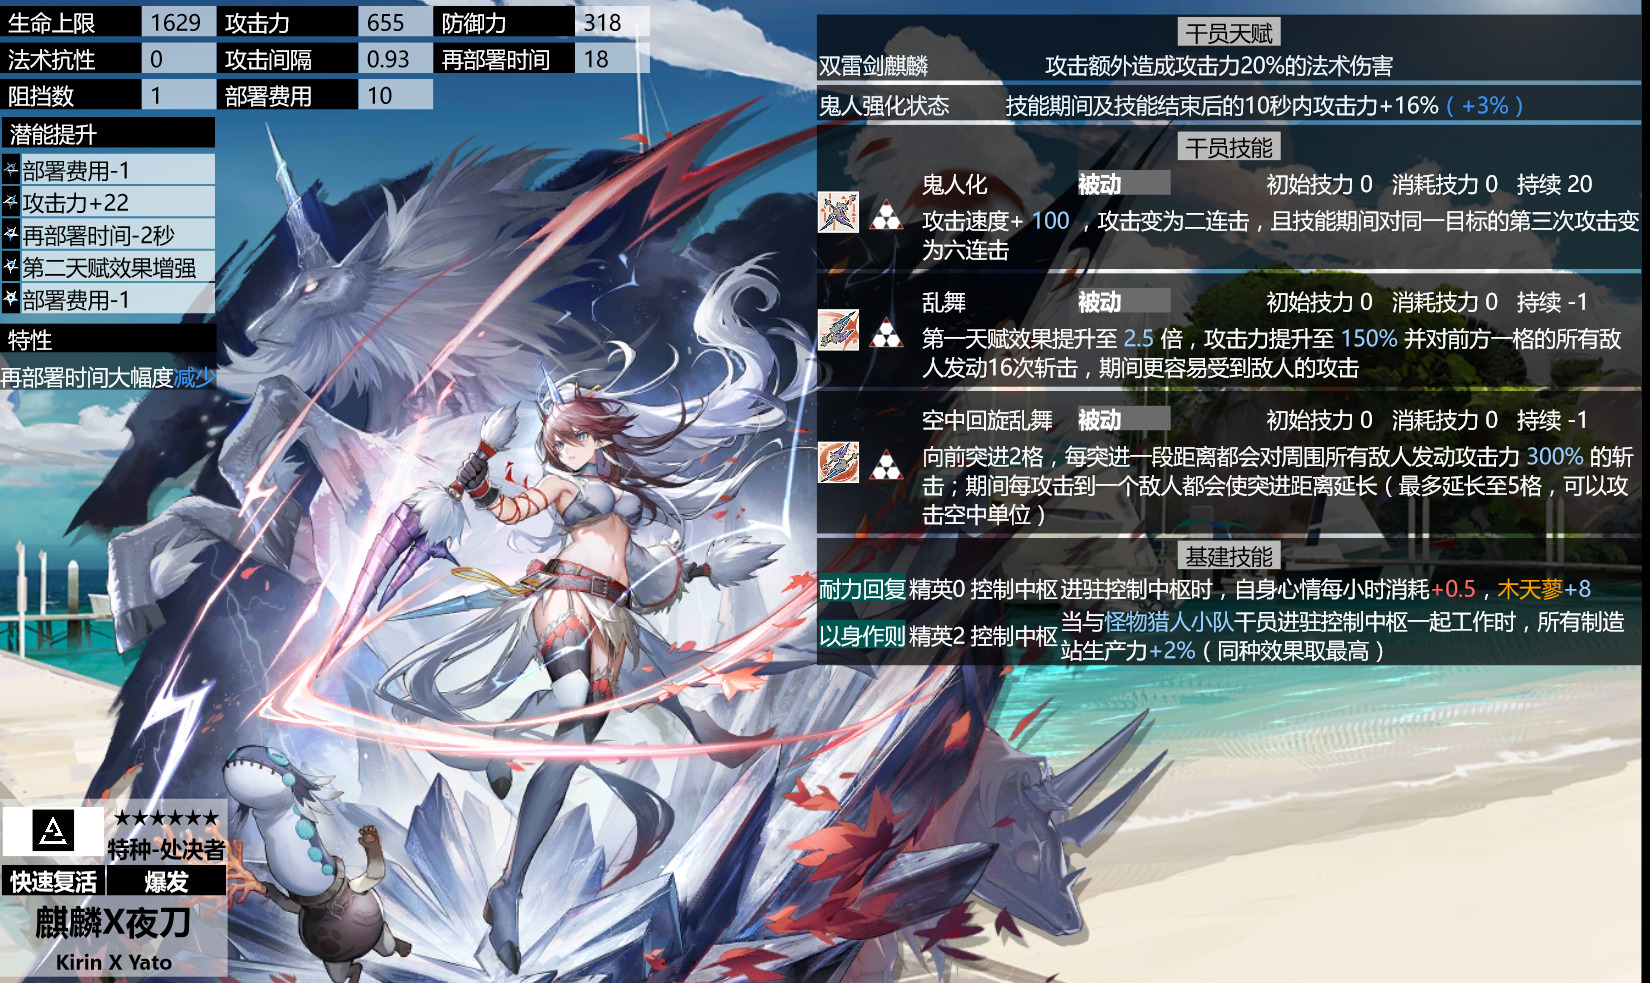 生命上限 1629 攻击力 655 防御力 318
法术抗性 0 攻击间隔 0.93 再部署时间 18
阻挡数 1 部署费用 10
潜能提升
部署费用-1
攻击力+22
再部署时间-2秒
第二天赋效果增强
部署费用-1
特性
再部署时间大幅度减少
干员天赋
双雷剑麒麟 攻击额外造成攻击力20%的法术伤害
鬼人强化状态 技能期间及技能结束后的10秒内攻击力+16%（+3%）
干员技能
鬼人化 被动 初始技力 0 消耗技力 0 持续 20
攻击速度+ 100 ，攻击变为二连击，且技能期间对同一目标的第三次攻击变
为六连击
乱舞 被动 初始技力 0 消耗技力 0 持续 -1
第一天赋效果提升至 2.5 倍，攻击力提升至 150% 并对前方一格的所有敌
人发动16次斩击，期间更容易受到敌人的攻击
空中回旋乱舞 被动 初始技力 0 消耗技力 0 持续 -1
向前突进2格，每突进一段距离都会对周围所有敌人发动攻击力 300% 的斩
击；期间每攻击到一个敌人都会使突进距离延长（最多延长至5格，可以攻
击空中单位）
基建技能
耐力回复 精英0 控制中枢 进驻控制中枢时，自身心情每小时消耗+0.5，木天蓼+8
以身作则 精英2 控制中枢 当与怪物猎人小队干员进驻控制中枢一起工作时，所有制造
站生产力+2%（同种效果取最高）
★★★★★★
特种-处决者
快速复活 爆发
麒麟X夜刀
Kirin X Yato